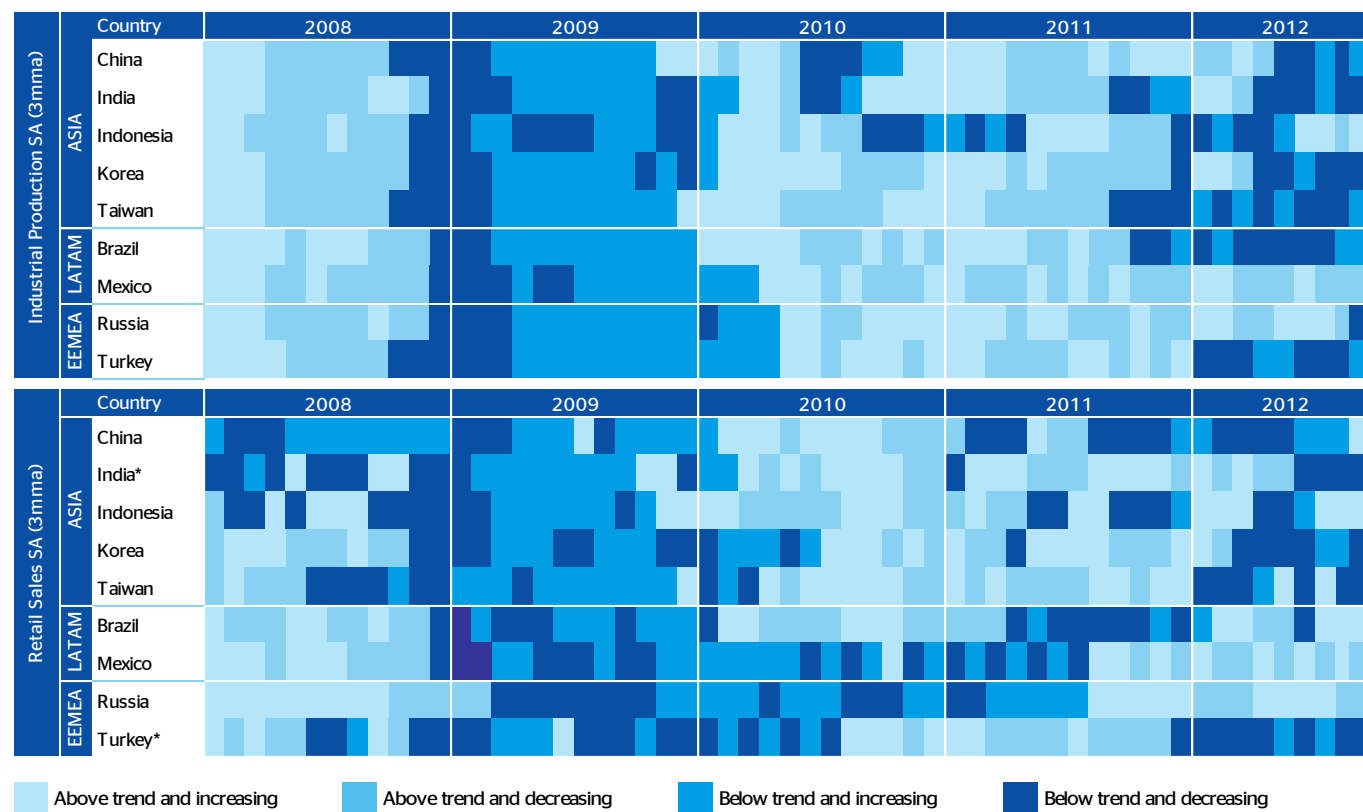 Country 2008 2009 2010 2011 2012
Industrial Production SA (3mma)
ASIA
China
India
Indonesia
Korea
Taiwan
LATAM
Brazil
Mexico
EEMEA
Russia
Turkey
Country 2008 2009 2010 2011 2012
Retail Sales SA (3mma)
ASIA
China
India*
Indonesia
Korea
Taiwan
LATAM
Brazil
Mexico
EEMEA
Russia
Turkey*
Above trend and increasing Above trend and decreasing Below trend and increasing Below trend and decreasing